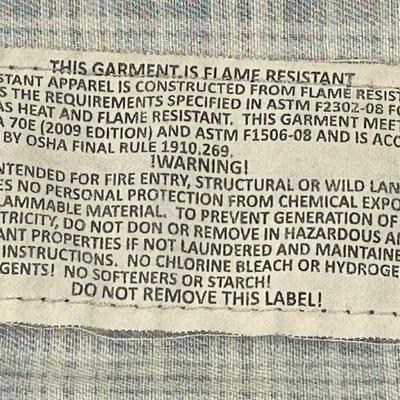 THIS GARMENT IS FLAME RESISTANT
STANT APPAREL IS CONSTRUCTED FROM FLAME RESIS
S THE REQUIREMENTS SPECIFIED IN ASTM F2302-08 FO
AS HEAT AND FLAME RESISTANT. THIS GARMENT MEET
A 70E (2009 EDITION) AND ASTM F1506-08 AND IS ACC
BY OSHA FINAL RULE 1910.269.
!WARNING!
NTENDED FOR FIRE ENTRY, STRUCTURAL OR WILD LAN
ES NO PERSONAL PROTECTION FROM CHEMICAL EXPO
LAMMABLE MATERIAL. TO PREVENT GENERATION OF
TRICITY, DO NOT DON OR REMOVE IN HAZARDOUS A
ANT PROPERTIES IF NOT LAUNDERED AND MAINTAINE
INSTRUCTIONS. NO CHLORINE BLEACH OR HYDROGE
GENTS! NO SOFTENERS OR STARCH!
DO NOT REMOVE THIS LABEL!